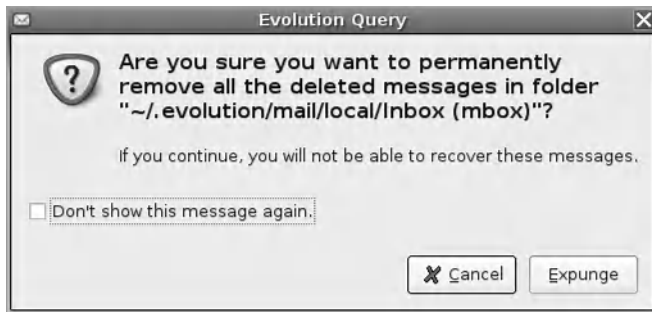 Evolution Query
Are you sure you want to permanently
remove all the deleted messages in folder
"~/.evolution/mail/local/Inbox (mbox)"?
If you continue, you will not be able to recover these messages.
Don't show this message again.
Cancel
Expunge